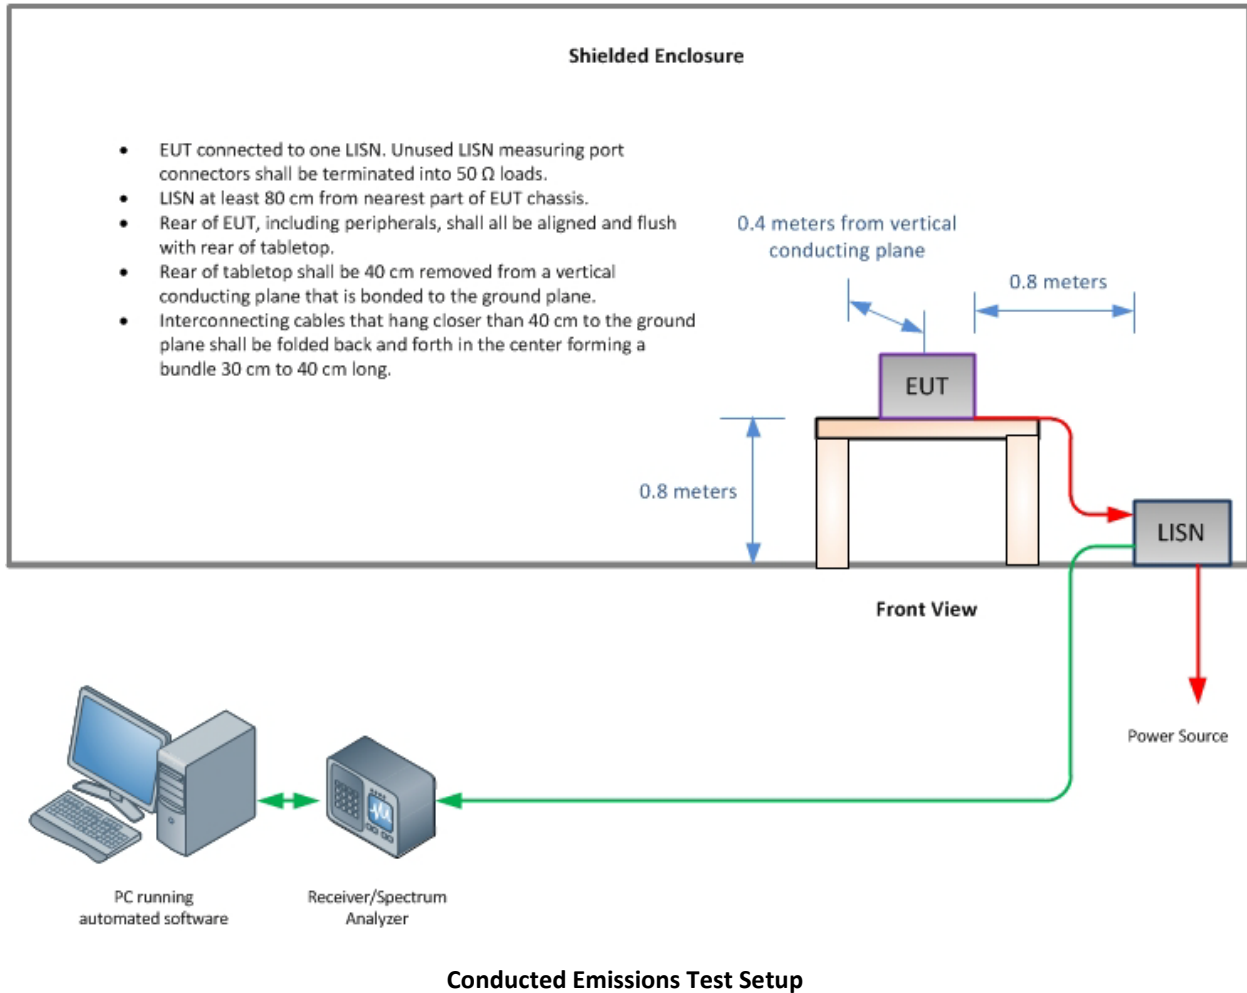 Shielded Enclosure
• EUT connected to one LISN. Unused LISN measuring port
connectors shall be terminated into 50 Ω loads.
• LISN at least 80 cm from nearest part of EUT chassis.
• Rear of EUT, including peripherals, shall all be aligned and flush
with rear of tabletop.
• Rear of tabletop shall be 40 cm removed from a vertical
conducting plane that is bonded to the ground plane.
• Interconnecting cables that hang closer than 40 cm to the ground
plane shall be folded back and forth in the center forming a
bundle 30 cm to 40 cm long.
0.4 meters from vertical
conducting plane
0.8 meters
EUT
0.8 meters
LISN
Front View
Power Source
PC running
automated software
Receiver/Spectrum
Analyzer
Conducted Emissions Test Setup